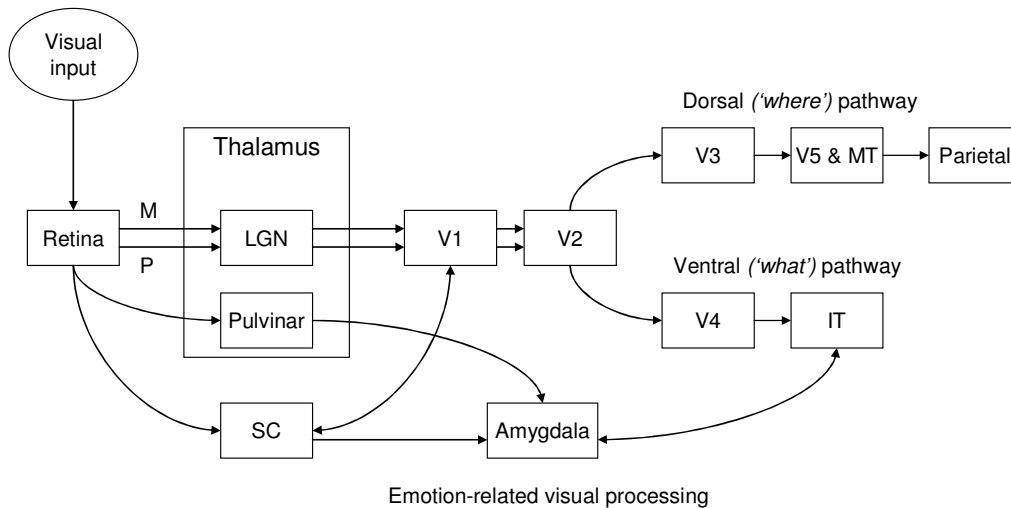 Visual
input
Dorsal ('where') pathway
Thalamus
V3
V5 & MT
Parietal
M
Retina
LGN
V1
V2
P
Ventral ('what') pathway
Pulvinar
V4
IT
SC
Amygdala
Emotion-related visual processing